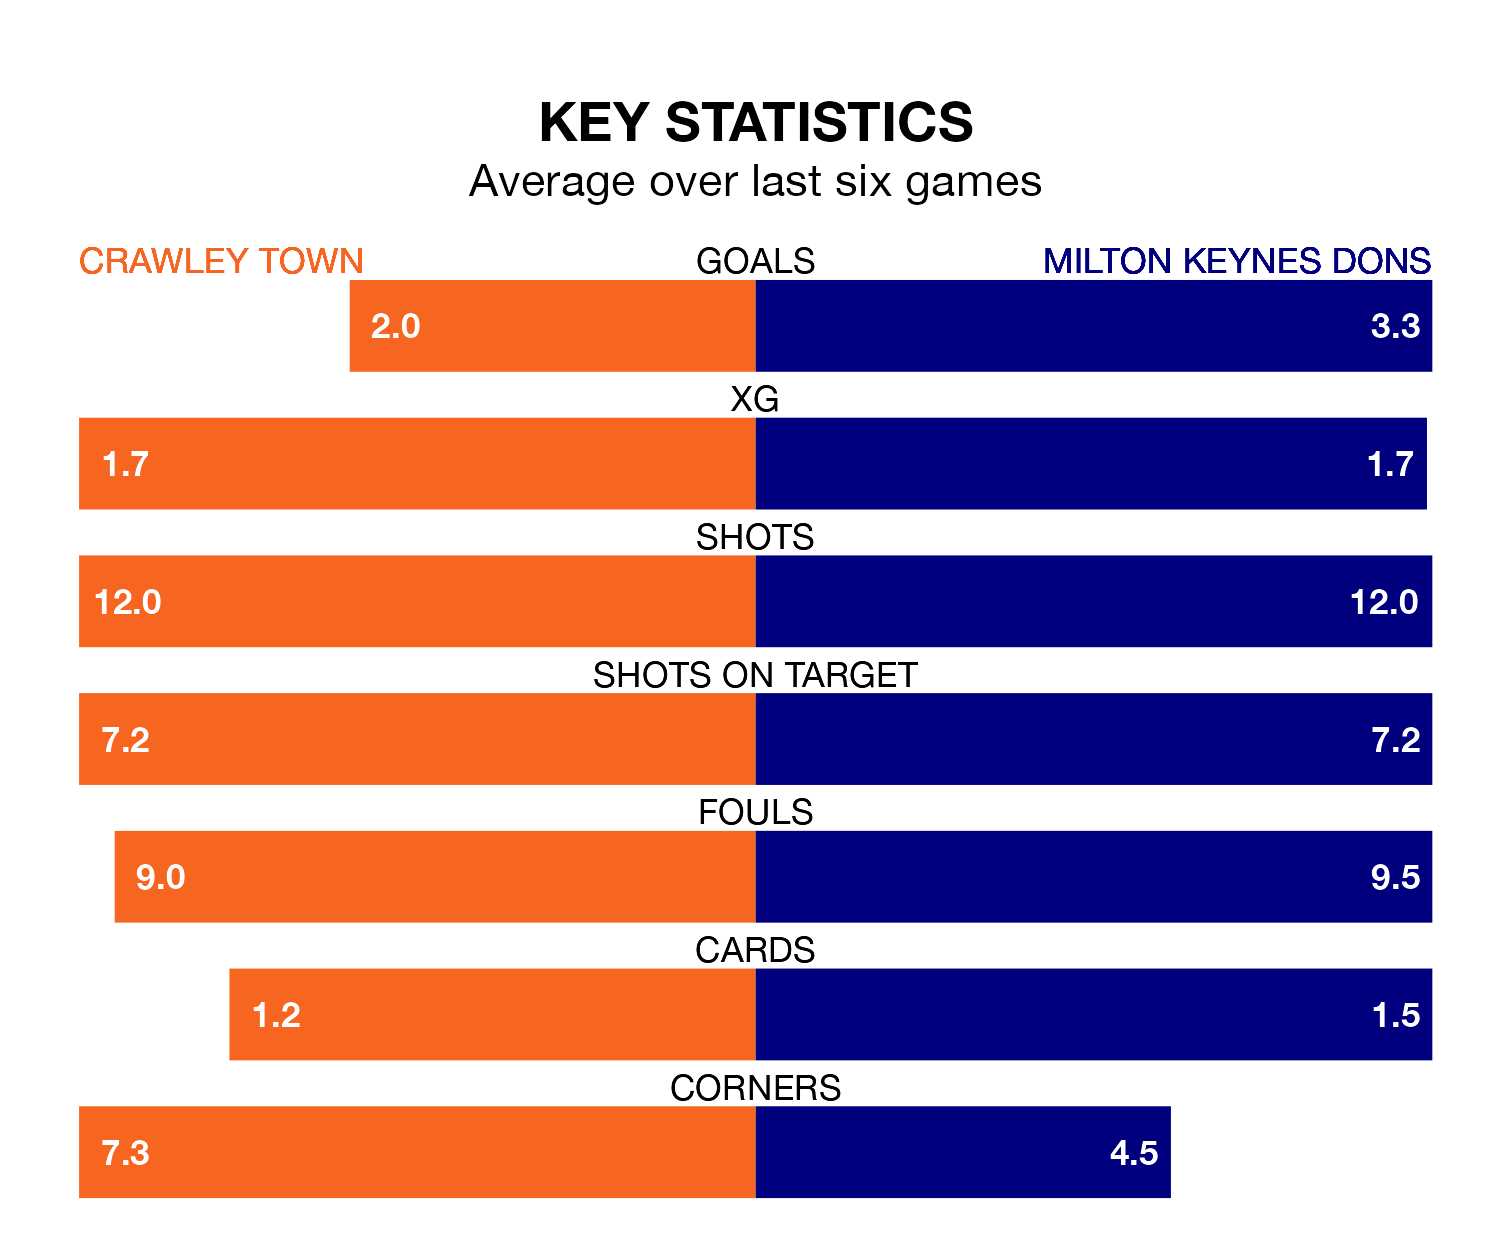 KEY STATISTICS
Average over last six games
CRAWLEY TOWN GOALS MILTON KEYNES DONS
2.0 3.3
XG
1.7 1.7
SHOTS
12.0 12.0
SHOTS ON TARGET
7.2 7.2
FOULS
9.0 9.5
CARDS
1.2 1.5
CORNERS
7.3 4.5